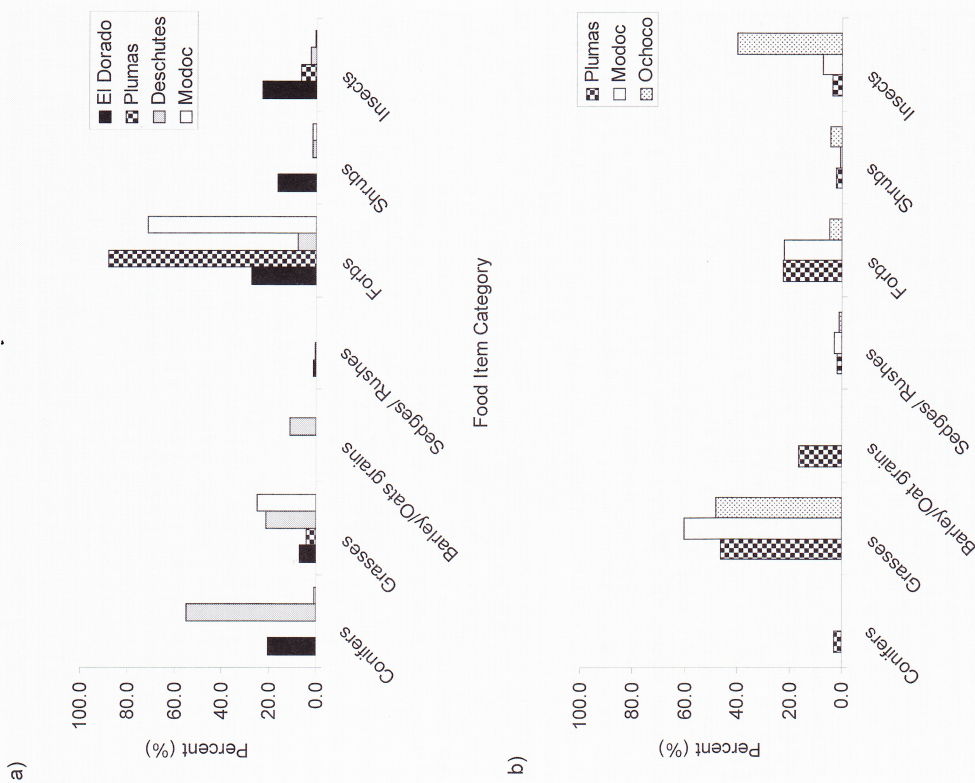 a)
Percent (%)
100.0
80.0
60.0
40.0
20.0
0.0
Conifers
Grasses
Barley/Oats grains
Sedges/ Rushes
Forbs
Shrubs
Insects
El Dorado
Plumas
Deschutes
Modoc
Food Item Category
b)
Percent (%)
100.0
80.0
60.0
40.0
20.0
0.0
Conifers
Grasses
Barley/Oat grains
Sedges/ Rushes
Forbs
Shrubs
Insects
Plumas
Modoc
Ochoco